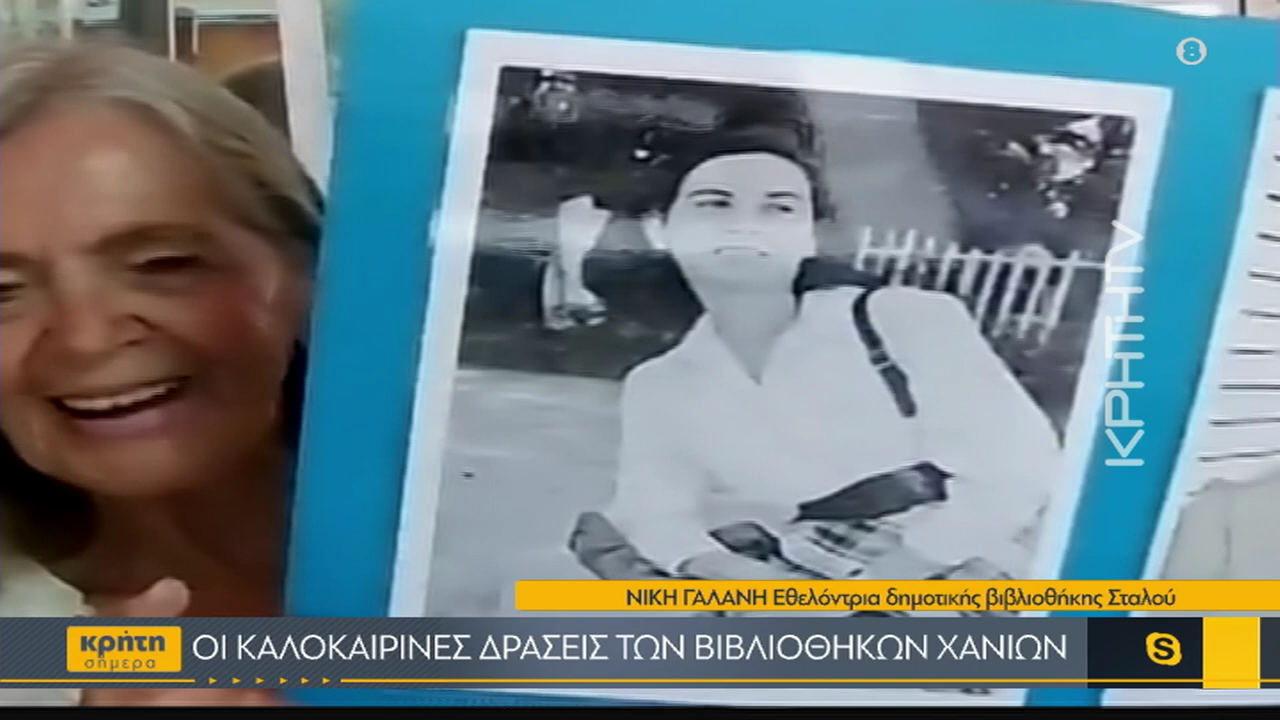 8
ΚΡΗΤΗ TV
ΝΙΚΗ ΓΑΛΑΝΗ Εθελόντρια δημοτικής βιβλιοθήκης Σταλού
κρήτη
σήμερα
ΟΙ ΚΑΛΟΚΑΙΡΙΝΕΣ ΔΡΑΣΕΙΣ ΤΩΝ ΒΙΒΛΙΟΘΗΚΩΝ ΧΑΝΙΩΝ